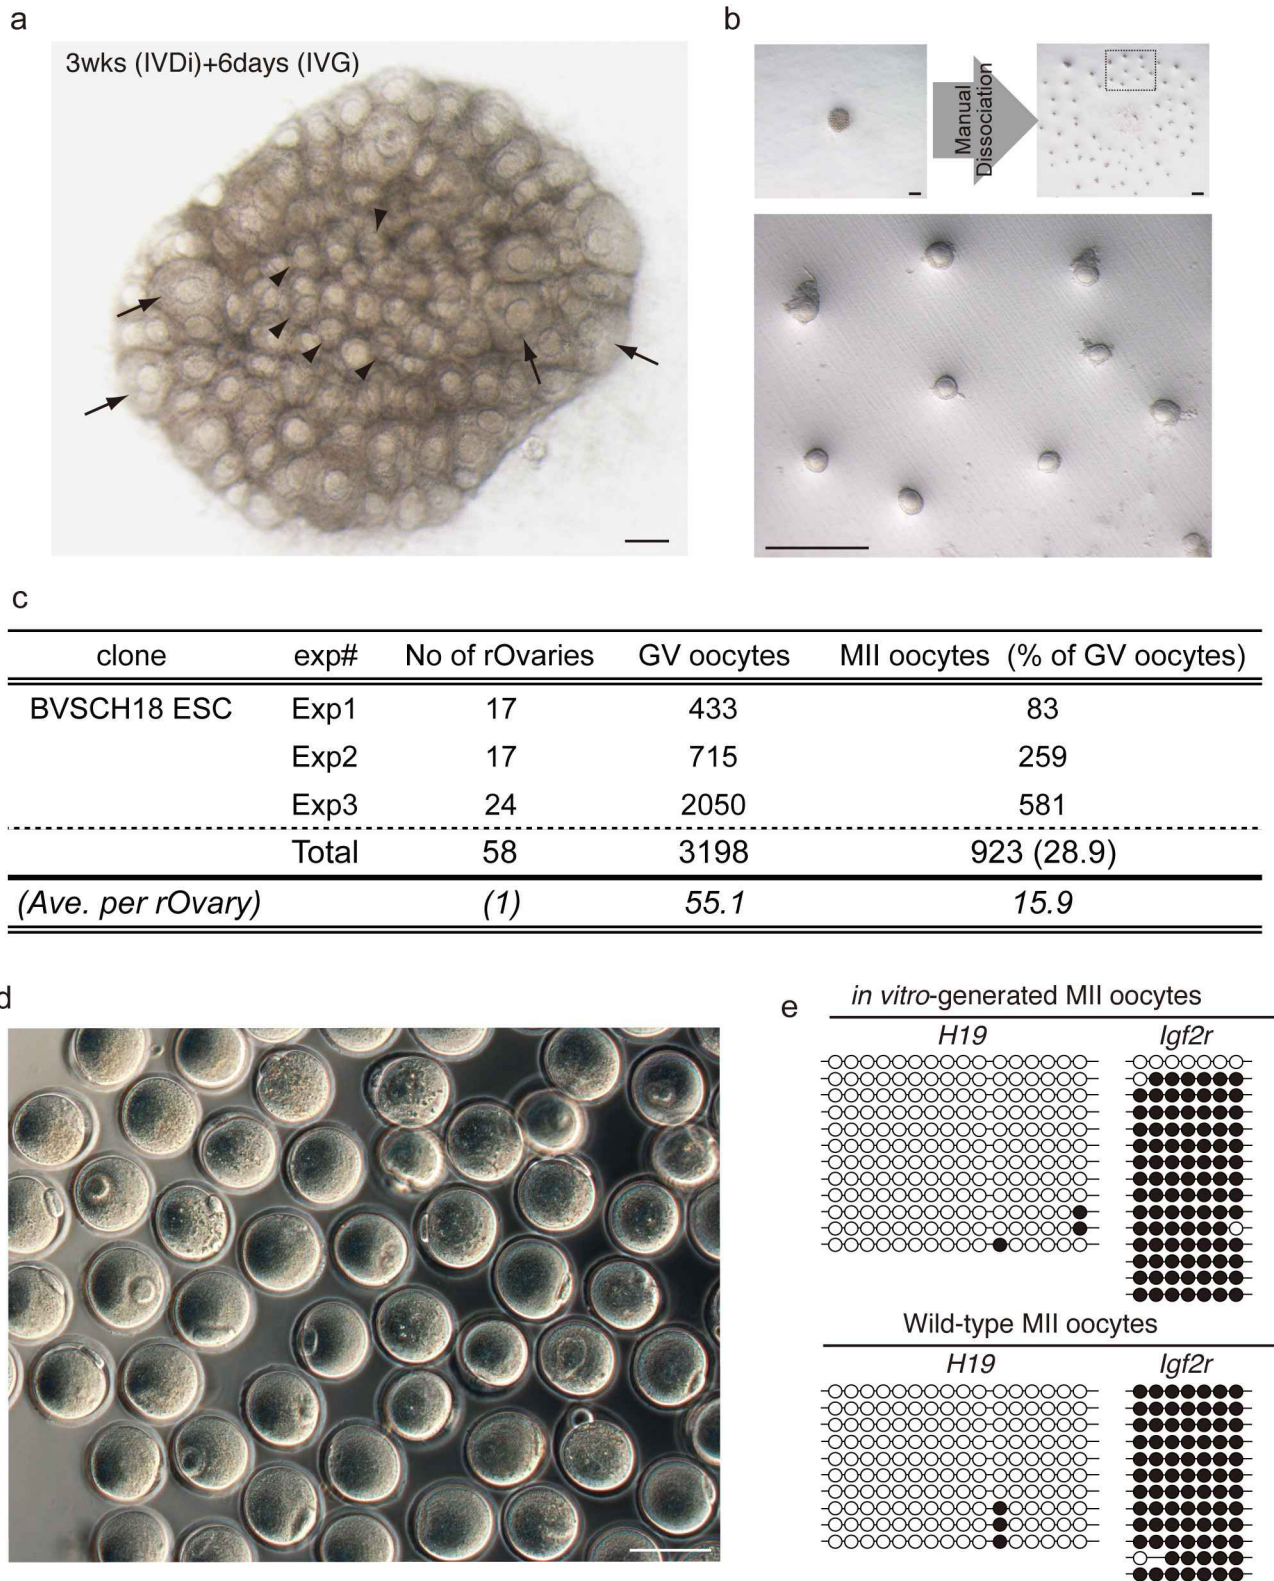 a
3wks (IVDi)+6days (IVG)
b
Manual
Dissociation
c
clone exp# No of rOvaries GV oocytes MII oocytes (% of GV oocytes)
BVSCH18 ESC Exp1 17 433 83
Exp2 17 715 259
Exp3 24 2050 581
Total 58 3198 923 (28.9)
(Ave. per rOvary) (1) 55.1 15.9
d
e
in vitro-generated MII oocytes
H19 Igf2r
Wild-type MII oocytes
H19 Igf2r